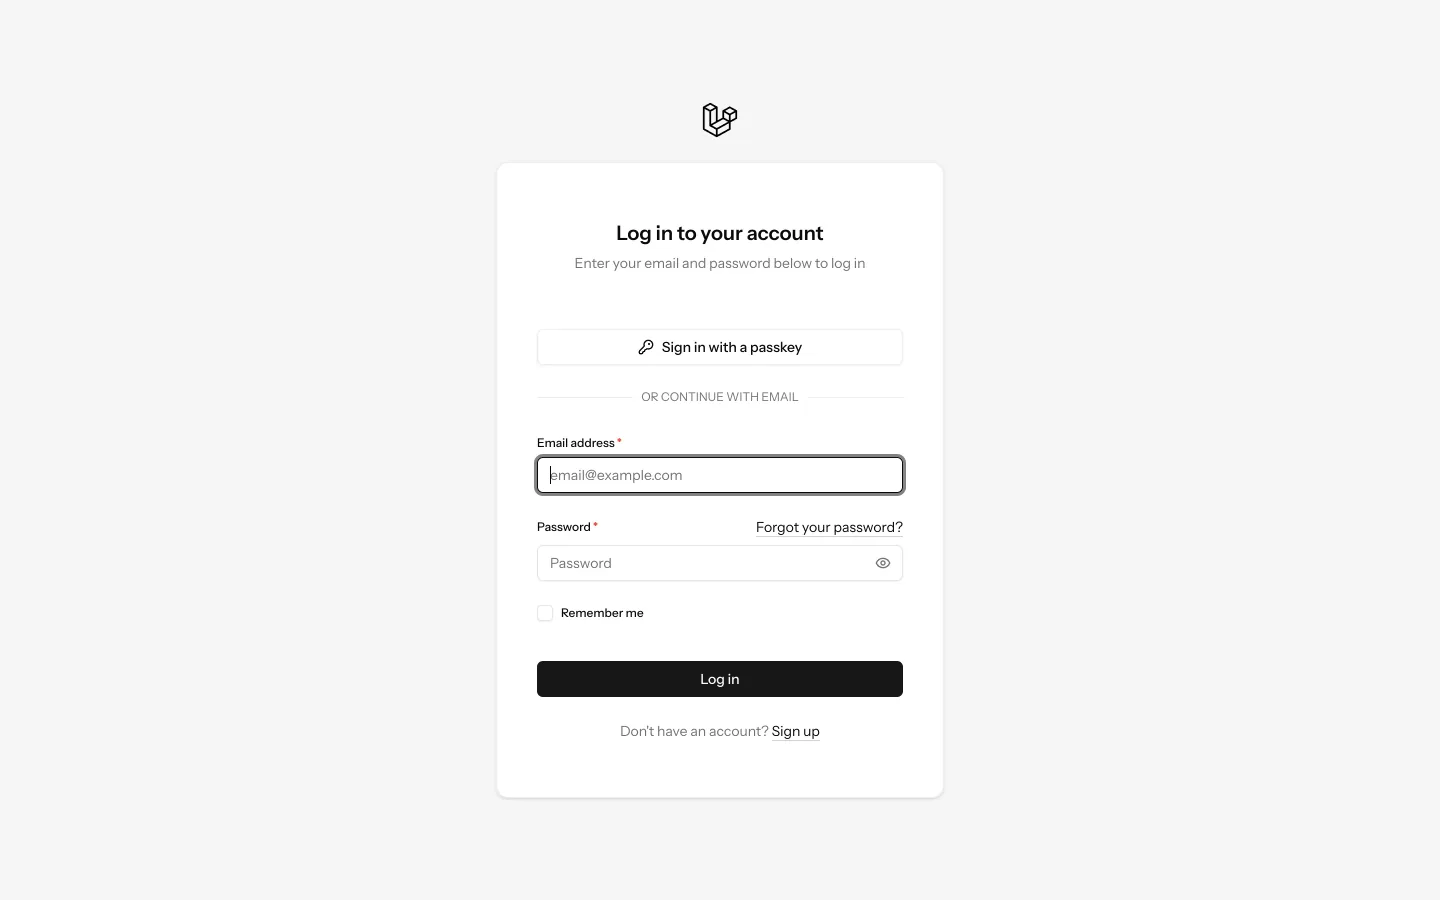 Log in to your account
Enter your email and password below to log in
Sign in with a passkey
OR CONTINUE WITH EMAIL
Email address *
email@example.com
Password *
Forgot your password?
Password
Remember me
Log in
Don't have an account? Sign up